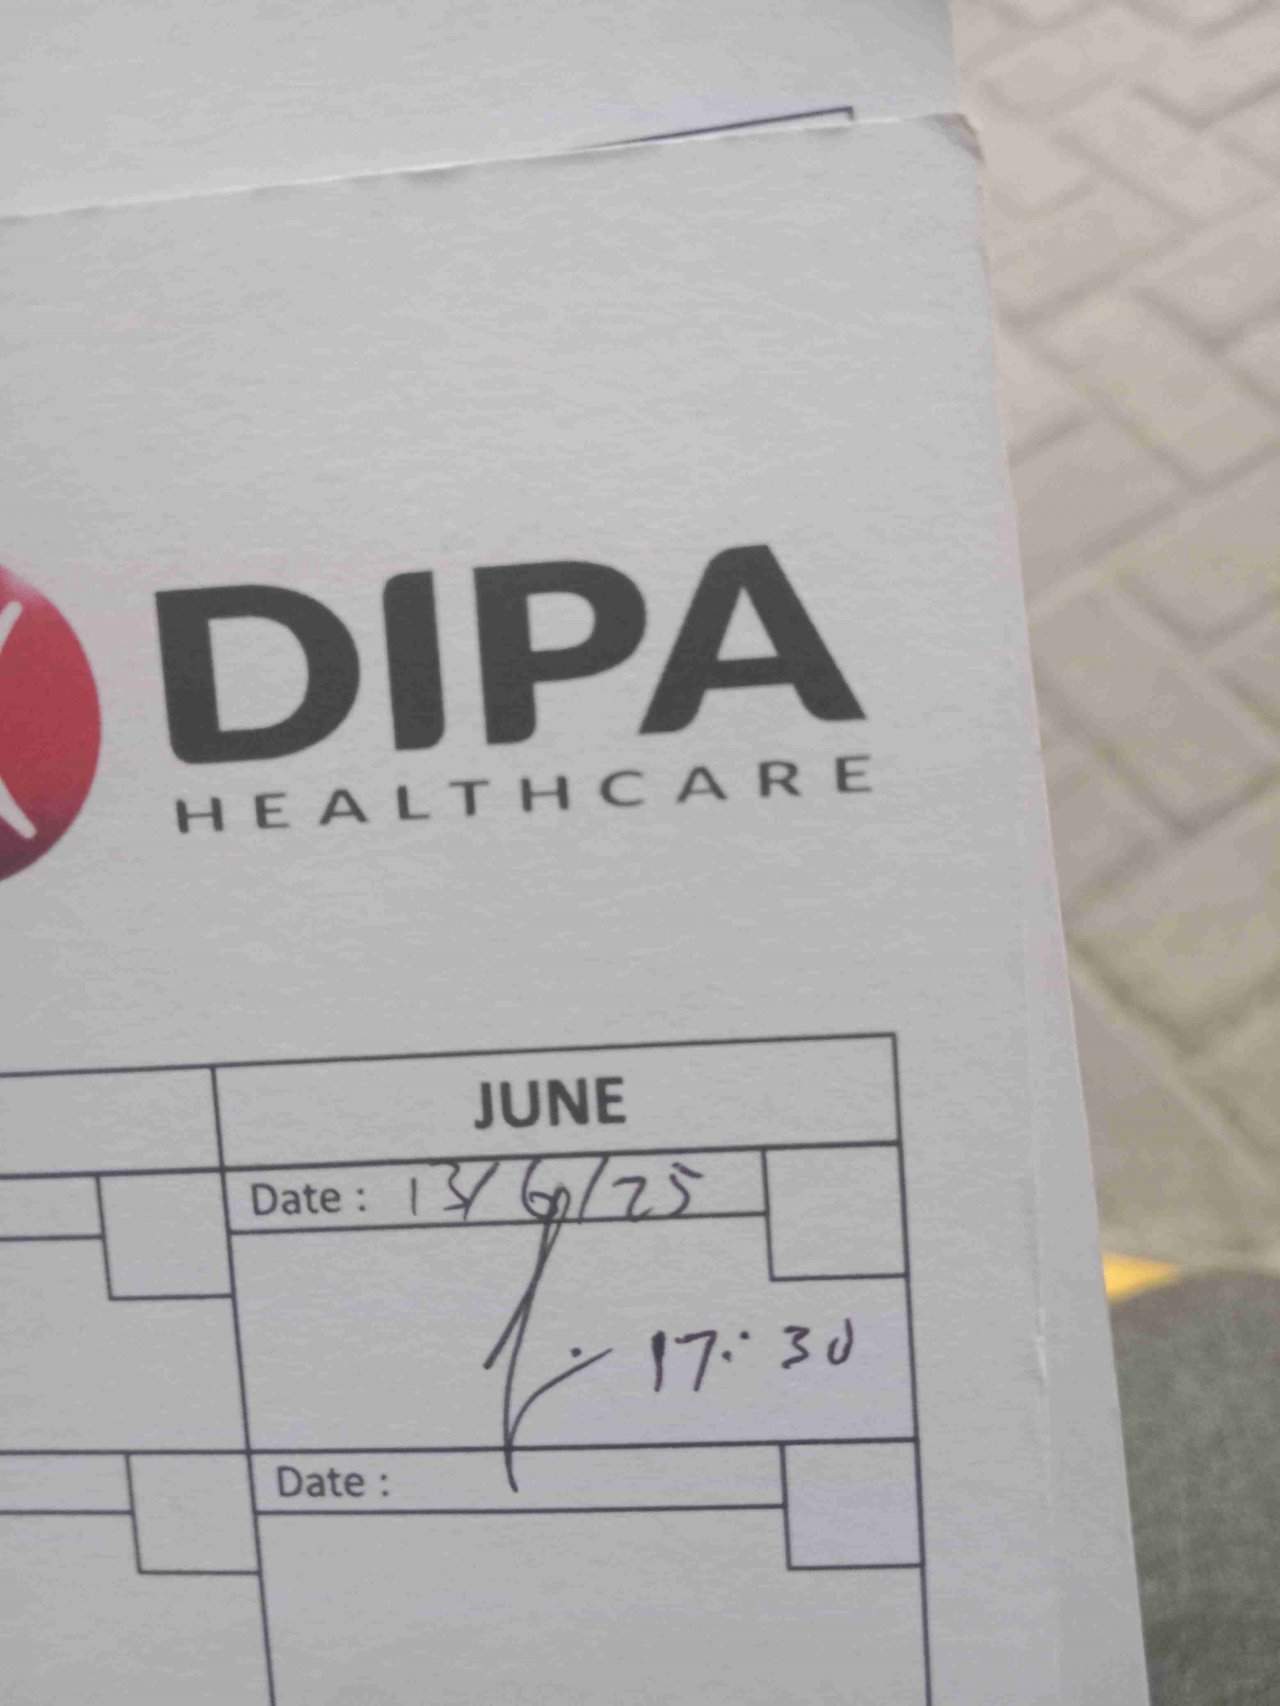 DIPA
HEALTHCARE
JUNE
Date : 13/6/25
17:30
Date :